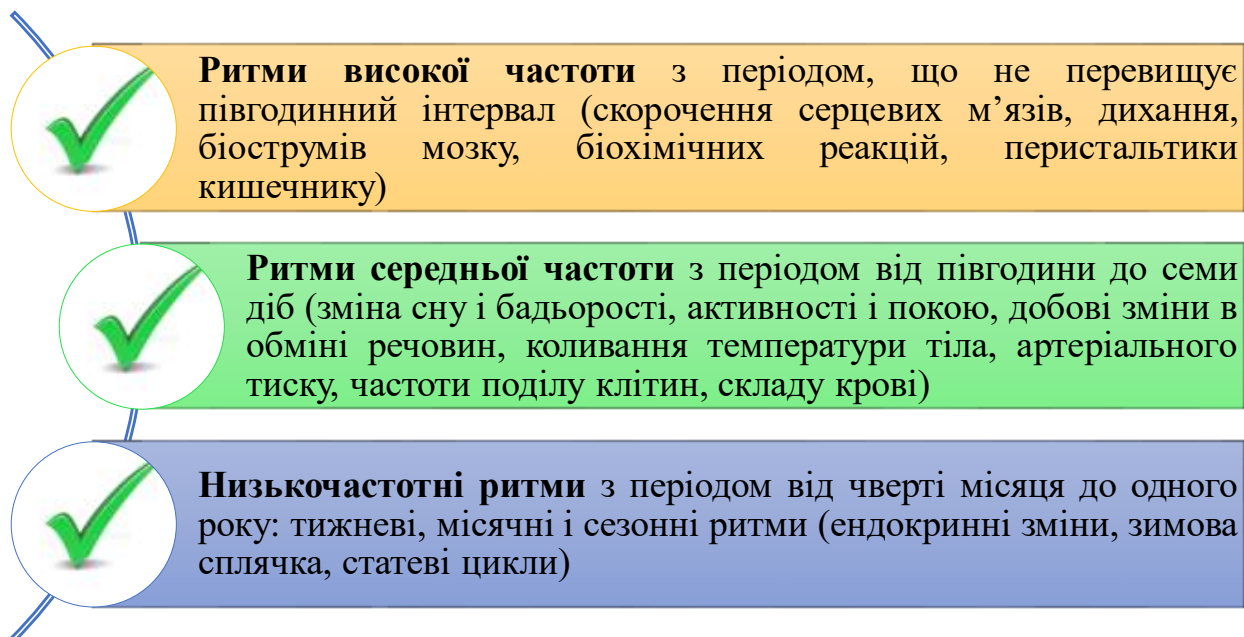 Ритми високої частоти з періодом, що не перевищує
півгодинний інтервал (скорочення серцевих м’язів, дихання,
біострумів мозку, біохімічних реакцій, перистальтики
кишечнику)
Ритми середньої частоти з періодом від півгодини до семи
діб (зміна сну і бадьорості, активності і покою, добові зміни в
обміні речовин, коливання температури тіла, артеріального
тиску, частоти поділу клітин, складу крові)
Низькочастотні ритми з періодом від чверті місяця до одного
року: тижневі, місячні і сезонні ритми (ендокринні зміни, зимова
сплячка, статеві цикли)